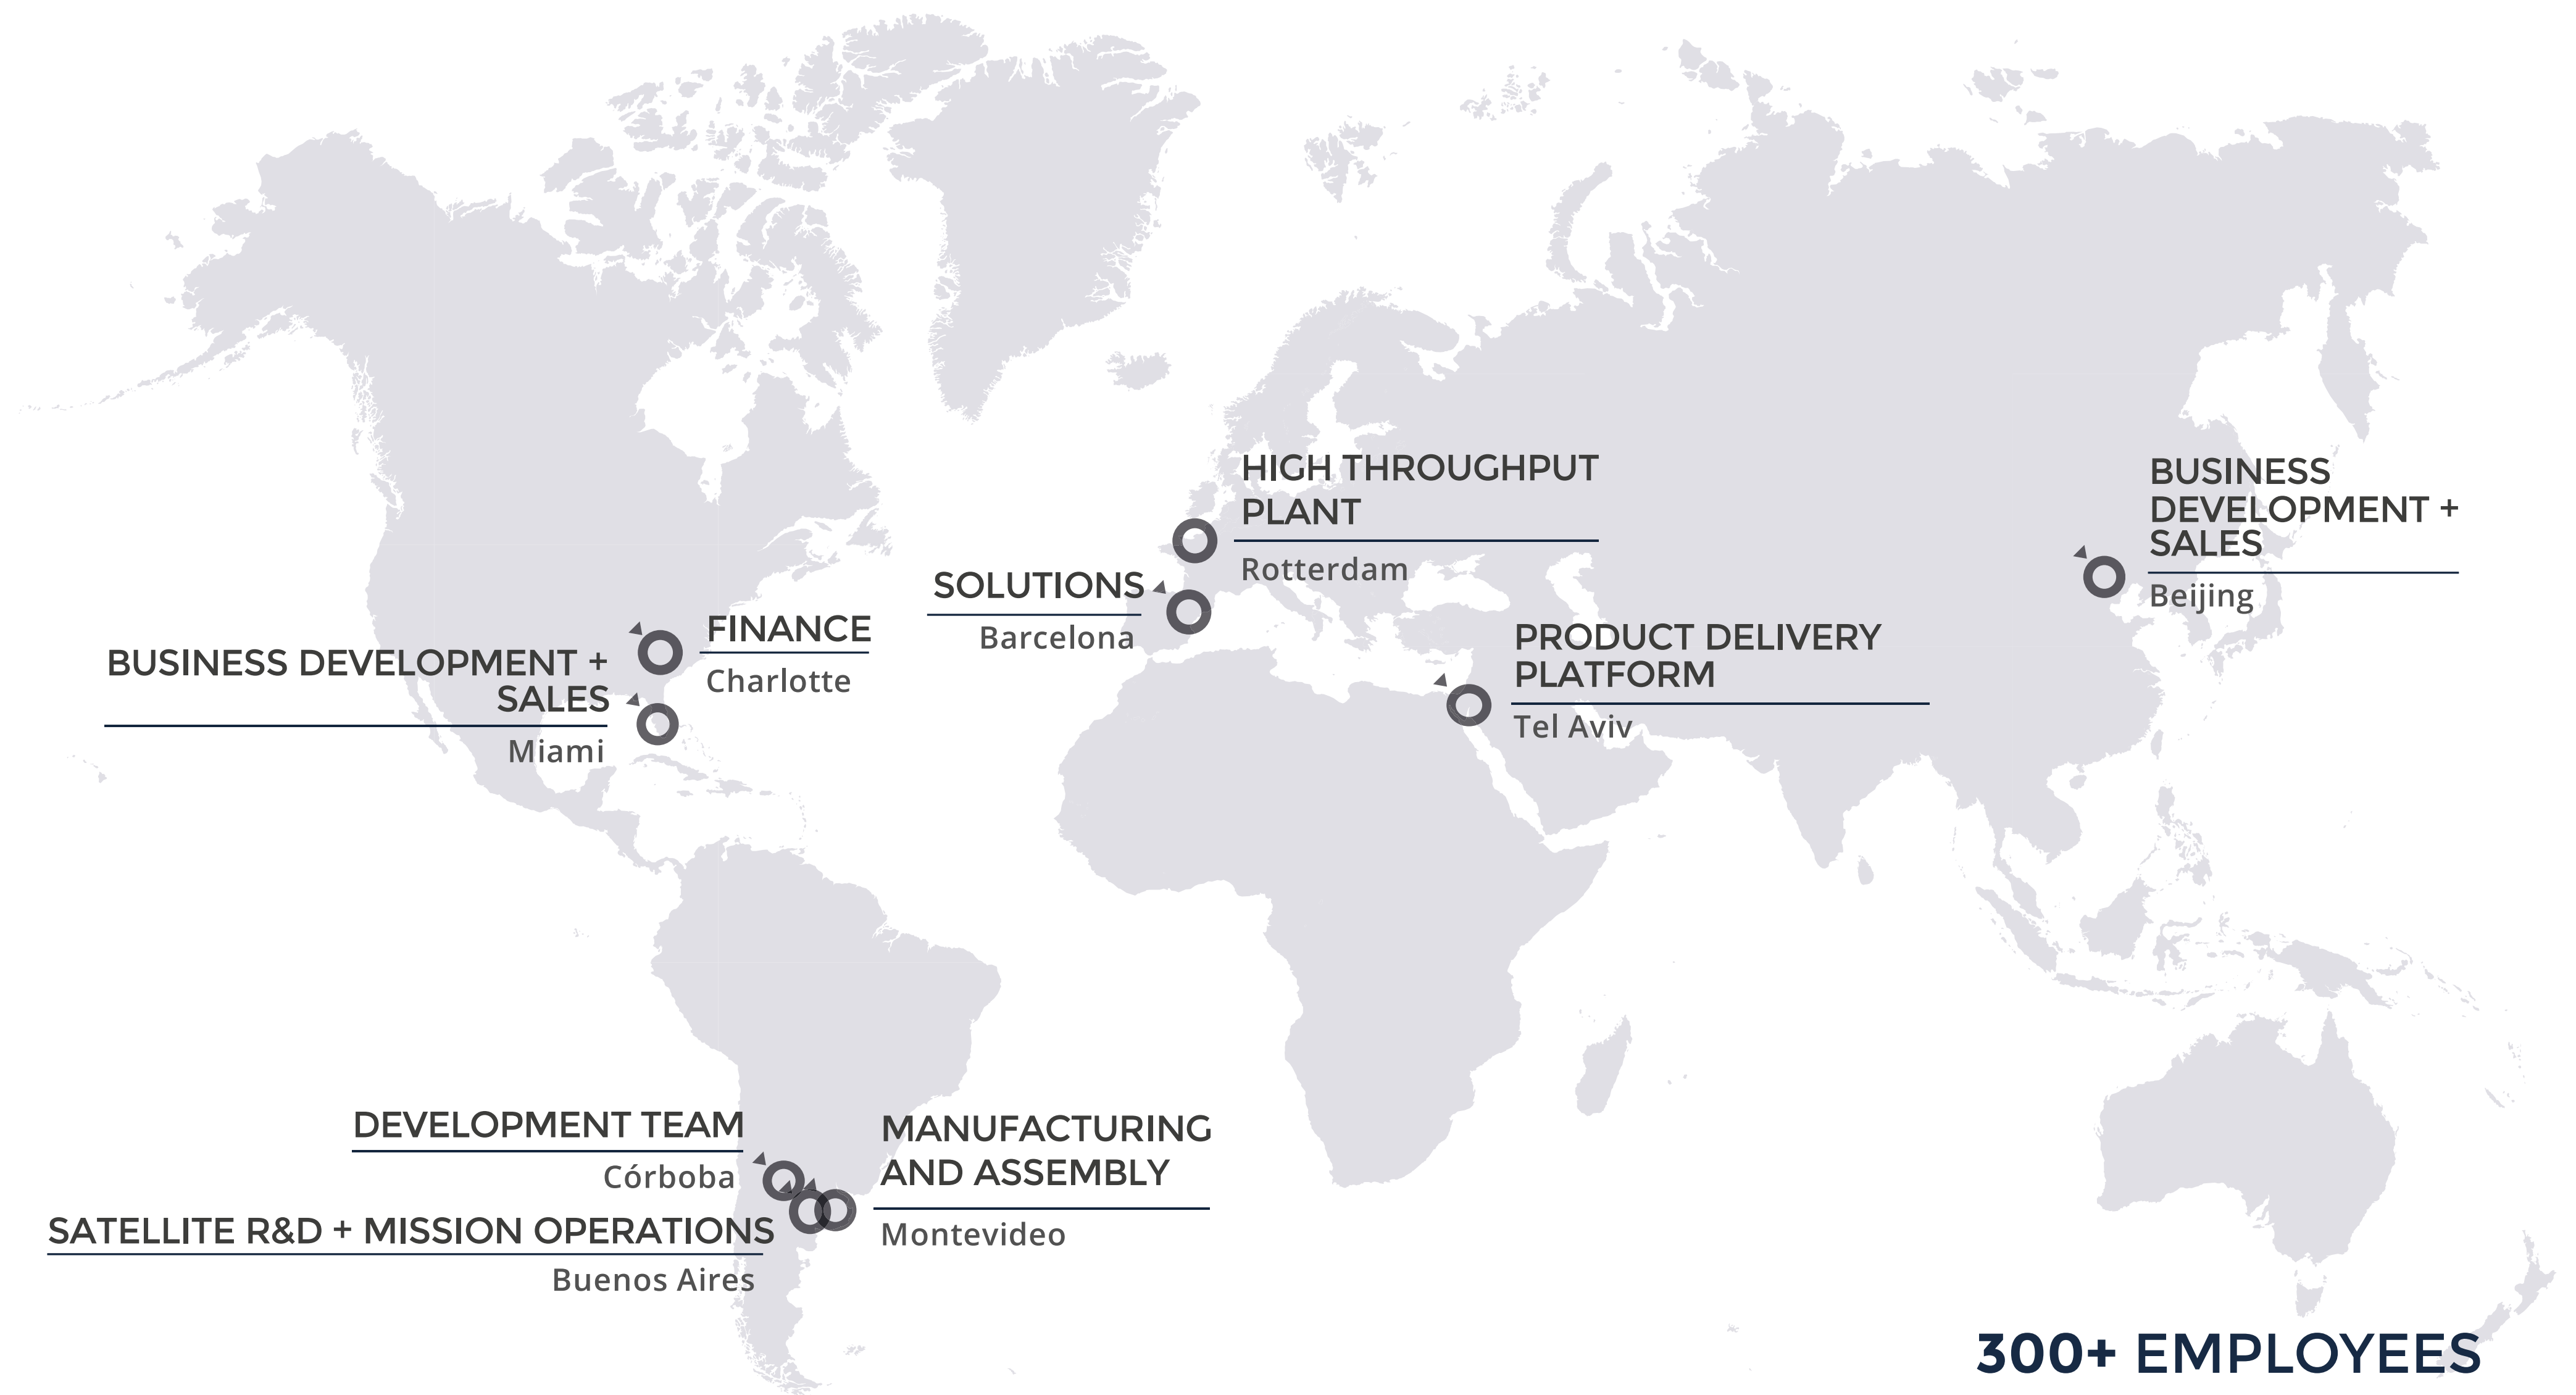 HIGH THROUGHPUT
PLANT
Rotterdam
BUSINESS
DEVELOPMENT +
SALES
Beijing
SOLUTIONS
Barcelona
FINANCE
Charlotte
BUSINESS DEVELOPMENT +
SALES
Miami
PRODUCT DELIVERY
PLATFORM
Tel Aviv
DEVELOPMENT TEAM
Córboba
MANUFACTURING
AND ASSEMBLY
Montevideo
SATELLITE R&D + MISSION OPERATIONS
Buenos Aires
300+ EMPLOYEES